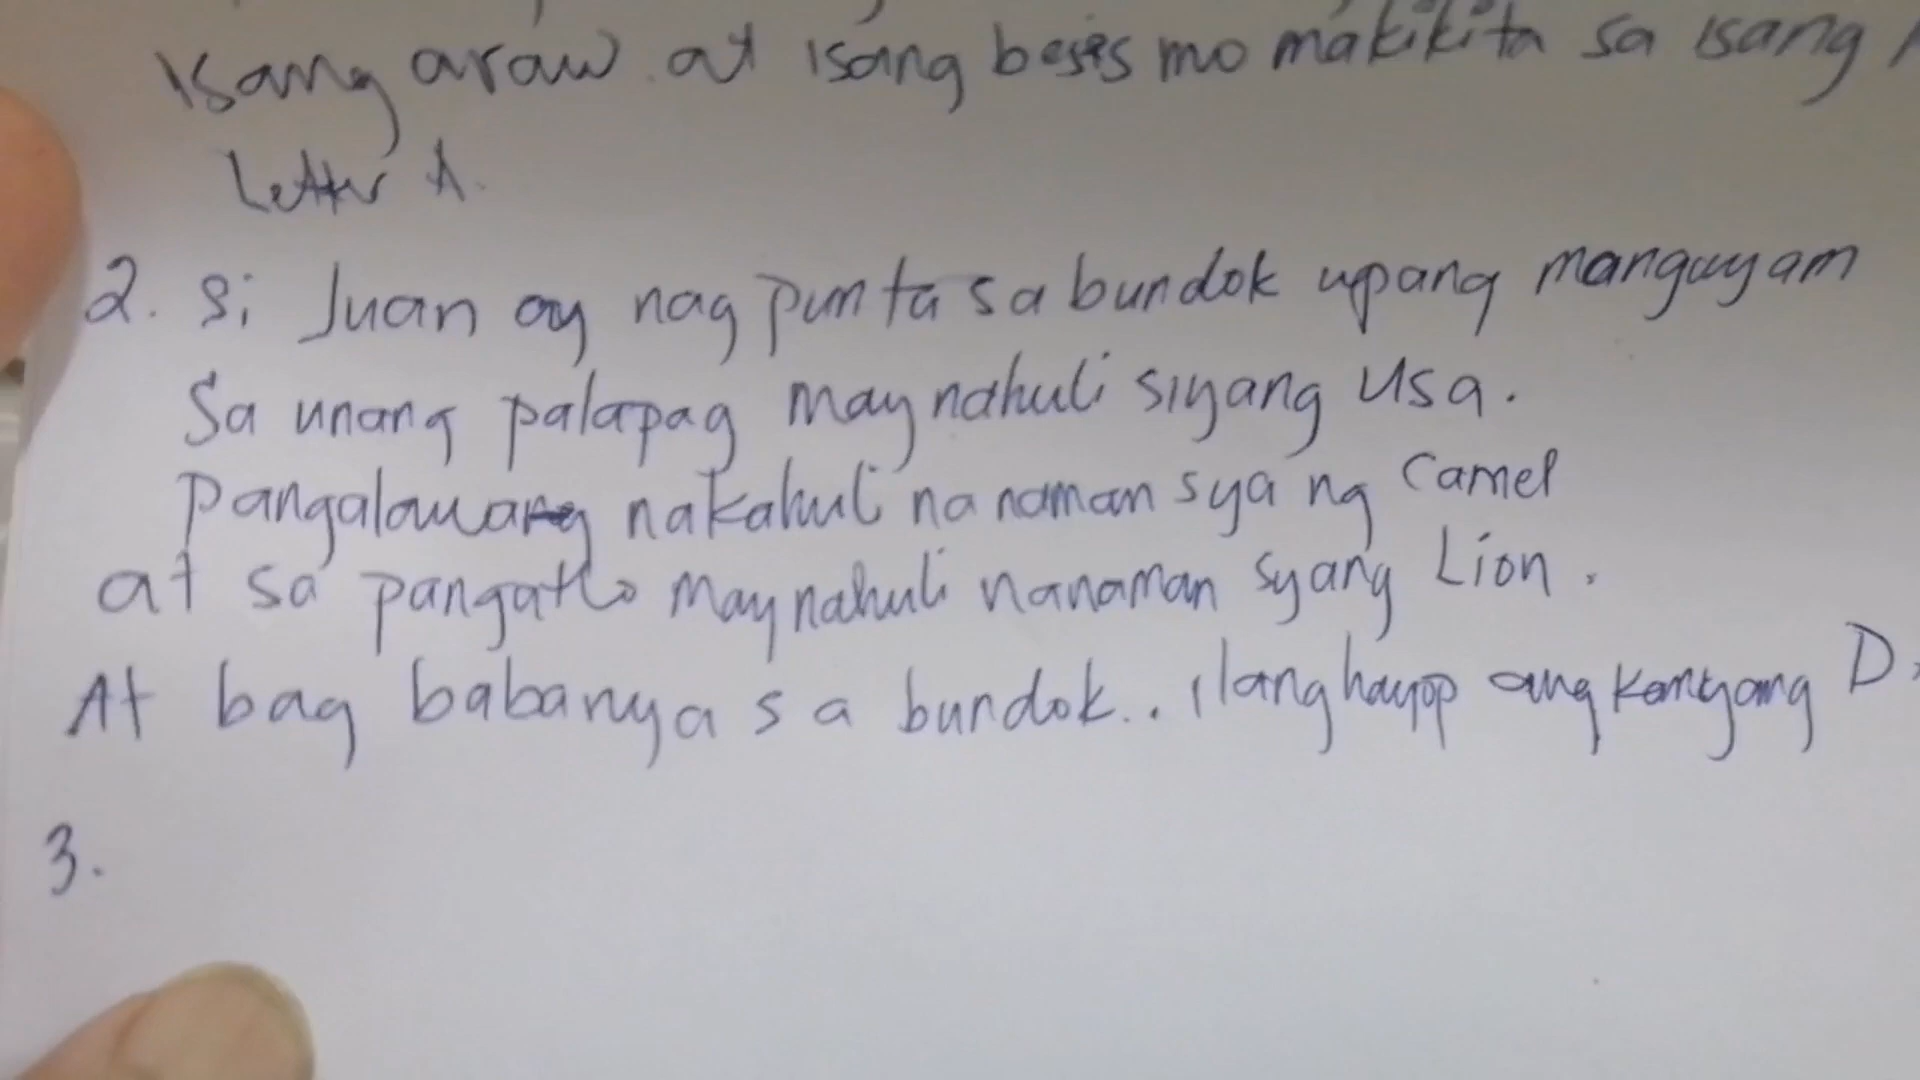 isang araw at isang beses mo makikita sa isang
Letter A.
2. Si Juan ay nag punta sa bundok upang mangayam
Sa unang palapag may nahuli siyang Usa.
Pangalawang nakahuli na naman sya ng Camel
at sa pangatlo may nahuli nanaman syang Lion.
At bag babanya sa bundok.. ilang hayop ang kanyang D
3.